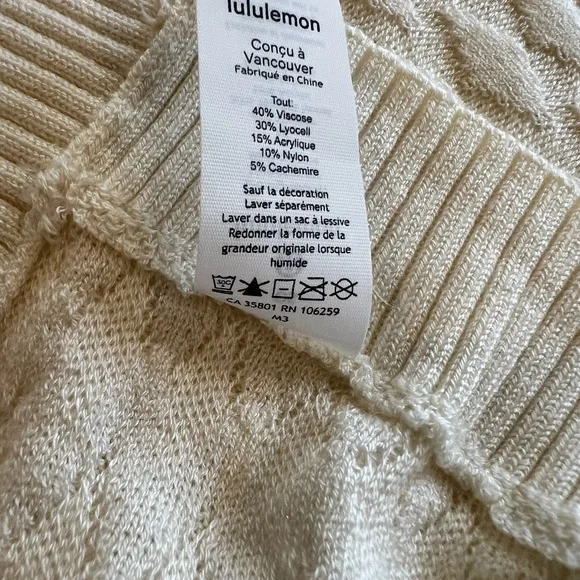 lululemon
Conçu à
Vancouver
Fabriqué en Chine
Tout:
40% Viscose
30% Lyocell
15% Acrylique
10% Nylon
5% Cachemire
Sauf la décoration
Laver séparément
Laver dans un sac à lessive
Redonner la forme de la
grandeur originale lorsque
humide
30C
CA 35801 RN 106259
M3